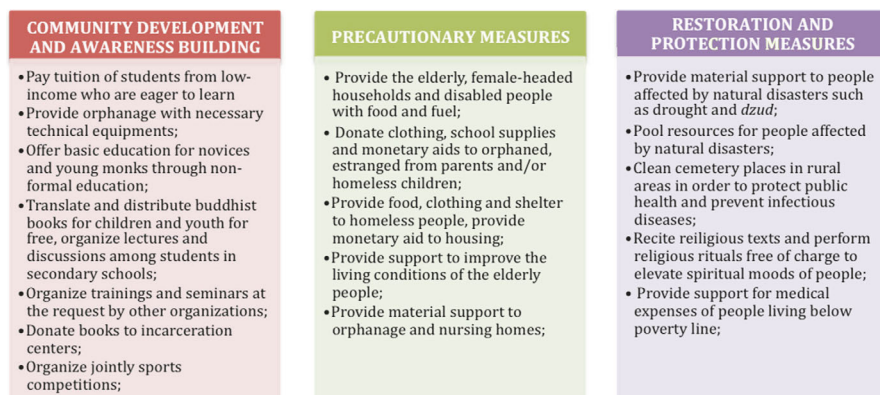 COMMUNITY DEVELOPMENT
AND AWARENESS BUILDING
•Pay tuition of students from low-
income who are eager to learn
•Provide orphanage with necessary
technical equipments;
•Offer basic education for novices
and young monks through non-
formal education;
•Translate and distribute buddhist
books for children and youth for
free, organize lectures and
discussions among students in
secondary schools;
•Organize trainings and seminars at
the request by other organizations;
•Donate books to incarceration
centers;
•Organize jointly sports
competitions;
PRECAUTIONARY MEASURES
• Provide the elderly, female-headed
households and disabled people
with food and fuel;
• Donate clothing, school supplies
and monetary aids to orphaned,
estranged from parents and/or
homeless children;
•Provide food, clothing and shelter
to homeless people, provide
monetary aid to housing;
•Provide support to improve the
living conditions of the elderly
people;
•Provide material support to
orphanage and nursing homes;
RESTORATION AND
PROTECTION MEASURES
•Provide material support to people
affected by natural disasters such
as drought and dzud;
•Pool resources for people affected
by natural disasters;
•Clean cemetery places in rural
areas in order to protect public
health and prevent infectious
diseases;
•Recite reiligious texts and perform
religious rituals free of charge to
elevate spiritual moods of people;
• Provide support for medical
expenses of people living below
poverty line;